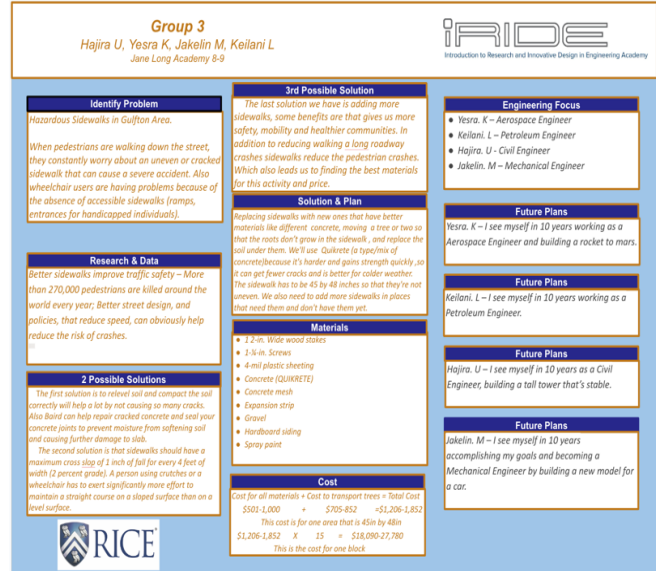 Group 3
Hajira U, Yesra K, Jakelin M, Keilani L
Jane Long Academy 8-9
iRIDE
Introduction to Research and Innovative Design in Engineering Academy
Identify Problem
Hazardous Sidewalks in Gulfton Area.
When pedestrians are walking down the street,
they constantly worry about an uneven or cracked
sidewalk that can cause a severe accident. Also
wheelchair users are having problems because of
the absence of accessible sidewalks (ramps,
entrances for handicapped individuals).
Research & Data
Better sidewalks improve traffic safety – More
than 270,000 pedestrians are killed around the
world every year; Better street design, and
policies, that reduce speed, can obviously help
reduce the risk of crashes.
2 Possible Solutions
The first solution is to relevel soil and compact the soil
correctly will help a lot by not causing so many cracks.
Also Baird can help repair cracked concrete and seal your
concrete joints to prevent moisture from softening soil
and causing further damage to slab.
The second solution is that sidewalks should have a
maximum cross slop of 1 inch of fall for every 4 feet of
width (2 percent grade). A person using crutches or a
wheelchair has to exert significantly more effort to
maintain a straight course on a sloped surface than on a
level surface.
RICE
3rd Possible Solution
The last solution we have is adding more
sidewalks, some benefits are that gives us more
safety, mobility and healthier communities. In
addition to reducing walking a long roadway
crashes sidewalks reduce the pedestrian crashes.
Which also leads us to finding the best materials
for this activity and price.
Solution & Plan
Replacing sidewalks with new ones that have better
materials like different concrete, moving a tree or two so
that the roots don't grow in the sidewalk , and replace the
soil under them. We'll use Quikrete (a type/mix of
concrete)because it's harder and gains strength quickly ,so
it can get fewer cracks and is better for colder weather.
The sidewalk has to be 45 by 48 inches so that they're not
uneven. We also need to add more sidewalks in places
that need them and don't have them yet.
Materials
● 1 2-in. Wide wood stakes
● 1-¼-in. Screws
● 4-mil plastic sheeting
● Concrete (QUIKRETE)
● Concrete mesh
● Expansion strip
● Gravel
● Hardboard siding
● Spray paint
Cost
Cost for all materials + Cost to transport trees = Total Cost
$501-1,000 + $705-852 =$1,206-1,852
This cost is for one area that is 45in by 48in
$1,206-1,852 X 15 = $18,090-27,780
This is the cost for one block
Engineering Focus
● Yesra. K – Aerospace Engineer
● Keilani. L – Petroleum Engineer
● Hajira. U - Civil Engineer
● Jakelin. M – Mechanical Engineer
Future Plans
Yesra. K – I see myself in 10 years working as a
Aerospace Engineer and building a rocket to mars.
Future Plans
Keilani. L – I see myself in 10 years working as a
Petroleum Engineer.
Future Plans
Hajira. U – I see myself in 10 years as a Civil
Engineer, building a tall tower that's stable.
Future Plans
Jakelin. M – I see myself in 10 years
accomplishing my goals and becoming a
Mechanical Engineer by building a new model for
a car.